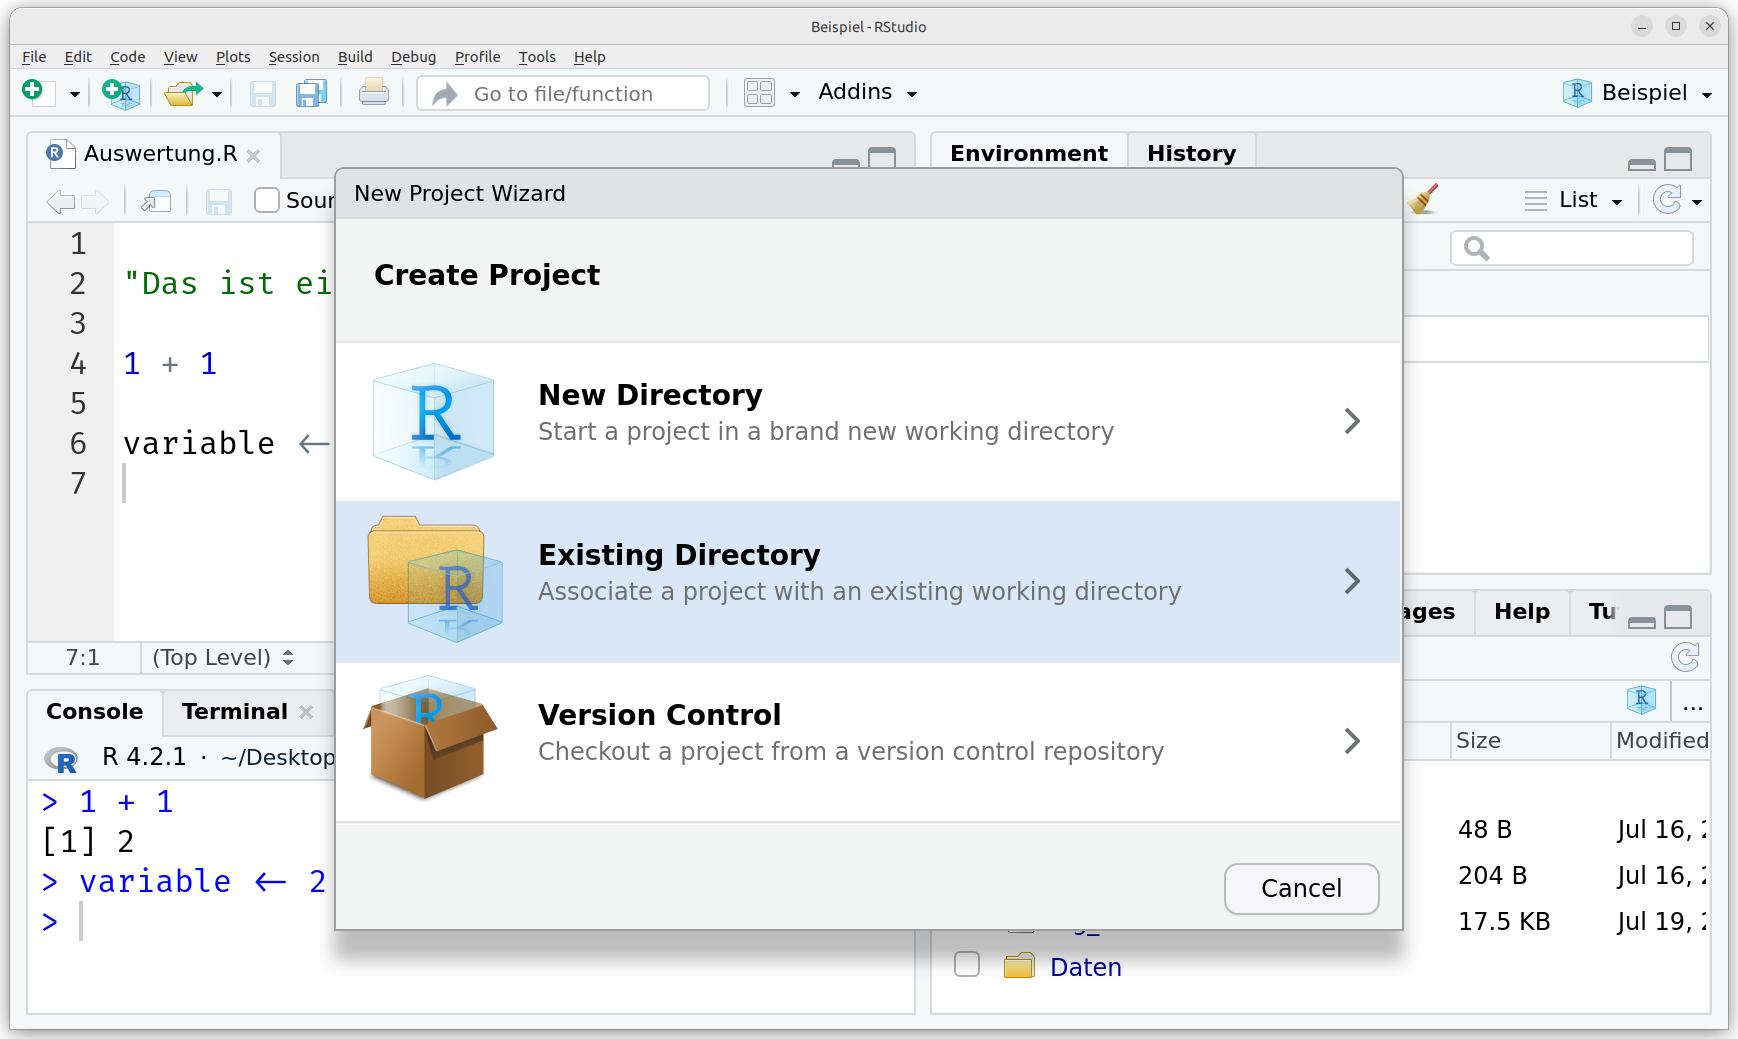 Beispiel - RStudio
File Edit Code View Plots Session Build Debug Profile Tools Help
Go to file/function
Addins
Beispiel
Auswertung.R
Environment
History
List
New Project Wizard
Create Project
New Directory
Start a project in a brand new working directory
Existing Directory
Associate a project with an existing working directory
Version Control
Checkout a project from a version control repository
Cancel
1
2 "Das ist
3
4 1 + 1
5
6 variable ←
7
7:1 (Top Level)
Console
Terminal
R 4.2.1 · ~/Desktop
> 1 + 1
[1] 2
> variable ← 2
>
Help
...
Size
Modified
48 B Jul 16,
204 B Jul 16,
17.5 KB Jul 19,
Daten